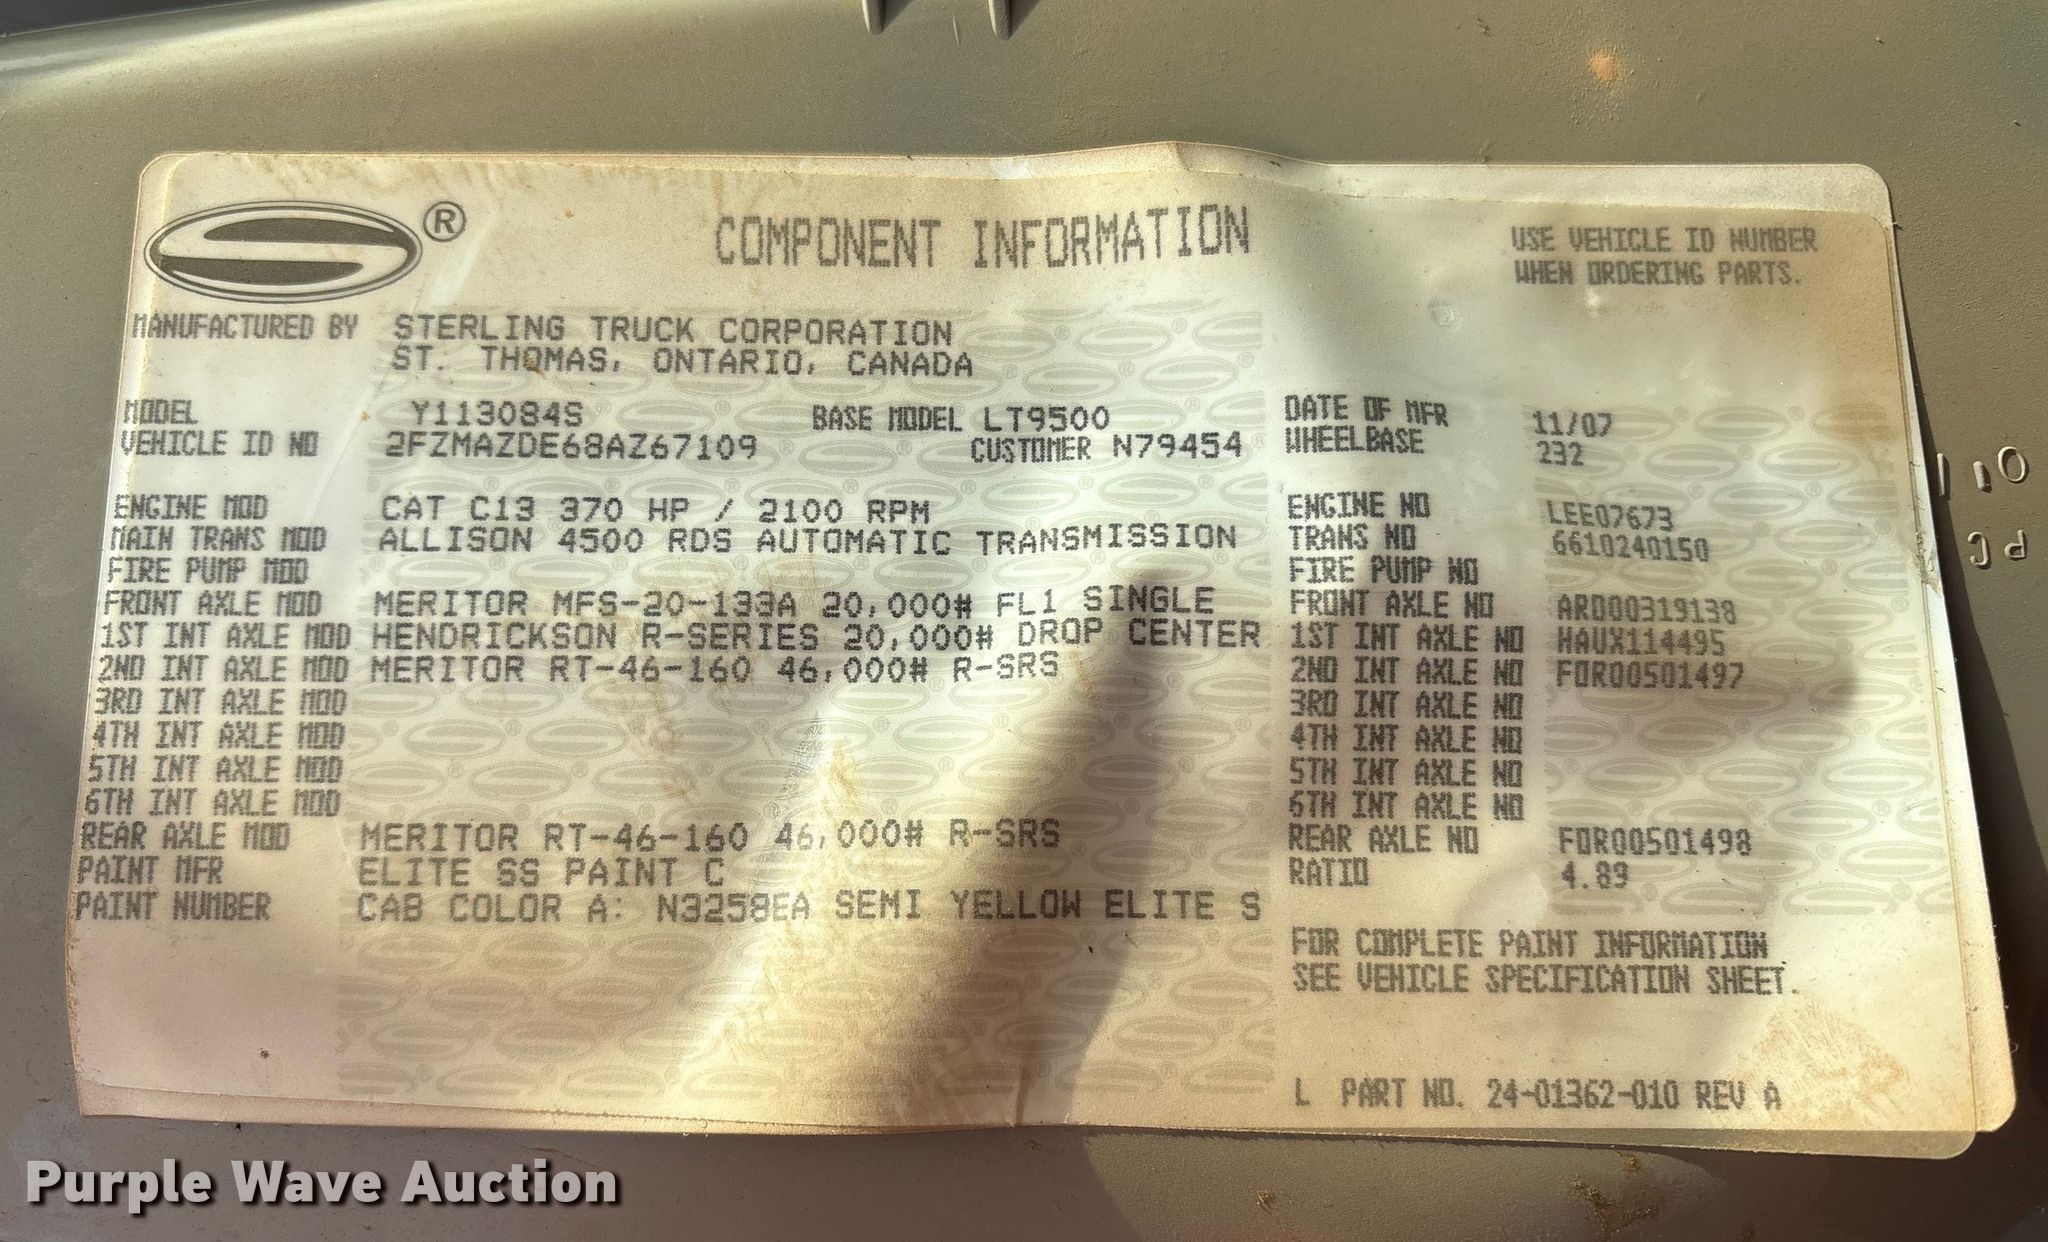 ®
COMPONENT INFORMATION
USE VEHICLE ID NUMBER
WHEN ORDERING PARTS.
MANUFACTURED BY STERLING TRUCK CORPORATION
ST. THOMAS, ONTARIO, CANADA
MODEL Y113084S BASE MODEL LT9500 DATE OF MFR 11/07
VEHICLE ID NO 2FZMAZDE68AZ67109 CUSTOMER N79454 WHEELBASE 232
ENGINE MOD CAT C13 370 HP / 2100 RPM ENGINE NO LEE07673
MAIN TRANS MOD ALLISON 4500 RDS AUTOMATIC TRANSMISSION TRANS NO 6610240150
FIRE PUMP MOD FIRE PUMP NO
FRONT AXLE MOD MERITOR MFS-20-133A 20,000# FL1 SINGLE FRONT AXLE NO ARD00319138
1ST INT AXLE MOD HENDRICKSON R-SERIES 20,000# DROP CENTER 1ST INT AXLE NO HAUX114495
2ND INT AXLE MOD MERITOR RT-46-160 46,000# R-SRS 2ND INT AXLE NO FOR00501497
3RD INT AXLE MOD 3RD INT AXLE NO
4TH INT AXLE MOD 4TH INT AXLE NO
5TH INT AXLE MOD 5TH INT AXLE NO
6TH INT AXLE MOD 6TH INT AXLE NO
REAR AXLE MOD MERITOR RT-46-160 46,000# R-SRS REAR AXLE NO FOR00501498
PAINT MFR ELITE SS PAINT C RATIO 4.89
PAINT NUMBER CAB COLOR A: N3258EA SEMI YELLOW ELITE S
FOR COMPLETE PAINT INFORMATION
SEE VEHICLE SPECIFICATION SHEET.
L PART NO. 24-01362-010 REV A
Purple Wave Auction